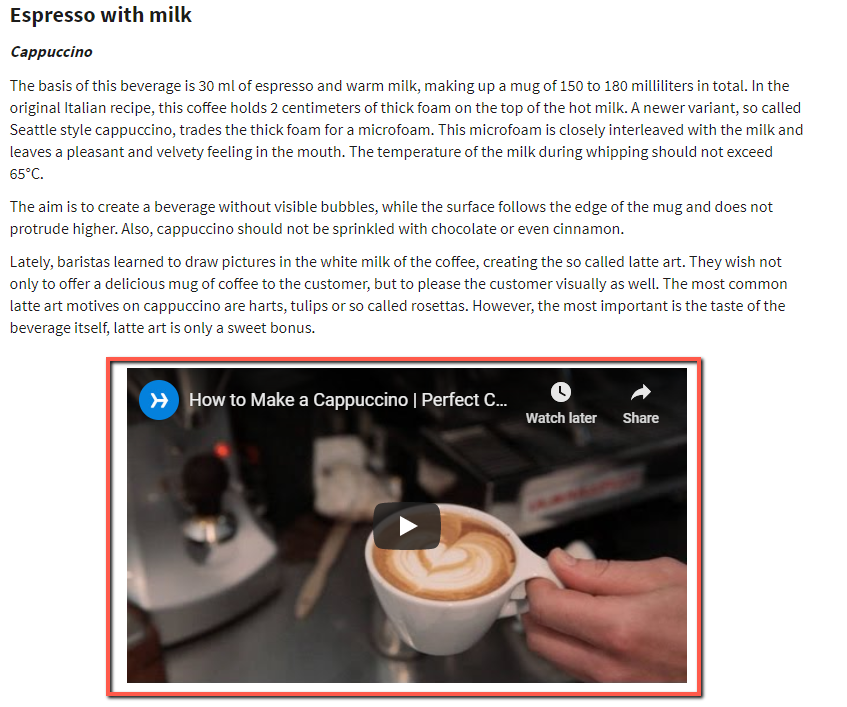 Espresso with milk
Cappuccino
The basis of this beverage is 30 ml of espresso and warm milk, making up a mug of 150 to 180 milliliters in total. In the
original Italian recipe, this coffee holds 2 centimeters of thick foam on the top of the hot milk. A newer variant, so called
Seattle style cappuccino, trades the thick foam for a microfoam. This microfoam is closely interleaved with the milk and
leaves a pleasant and velvety feeling in the mouth. The temperature of the milk during whipping should not exceed
65°C.
The aim is to create a beverage without visible bubbles, while the surface follows the edge of the mug and does not
protrude higher. Also, cappuccino should not be sprinkled with chocolate or even cinnamon.
Lately, baristas learned to draw pictures in the white milk of the coffee, creating the so called latte art. They wish not
only to offer a delicious mug of coffee to the customer, but to please the customer visually as well. The most common
latte art motives on cappuccino are harts, tulips or so called rosettas. However, the most important is the taste of the
beverage itself, latte art is only a sweet bonus.
How to Make a Cappuccino | Perfect C...
Watch later
Share